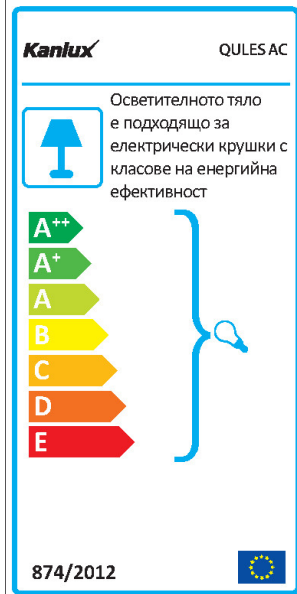 Kanlux QULES AC
Осветителното тяло
е подходящо за
електрически крушки с
класове на енергийна
ефективност
A++
A+
A
B
C
D
E
874/2012